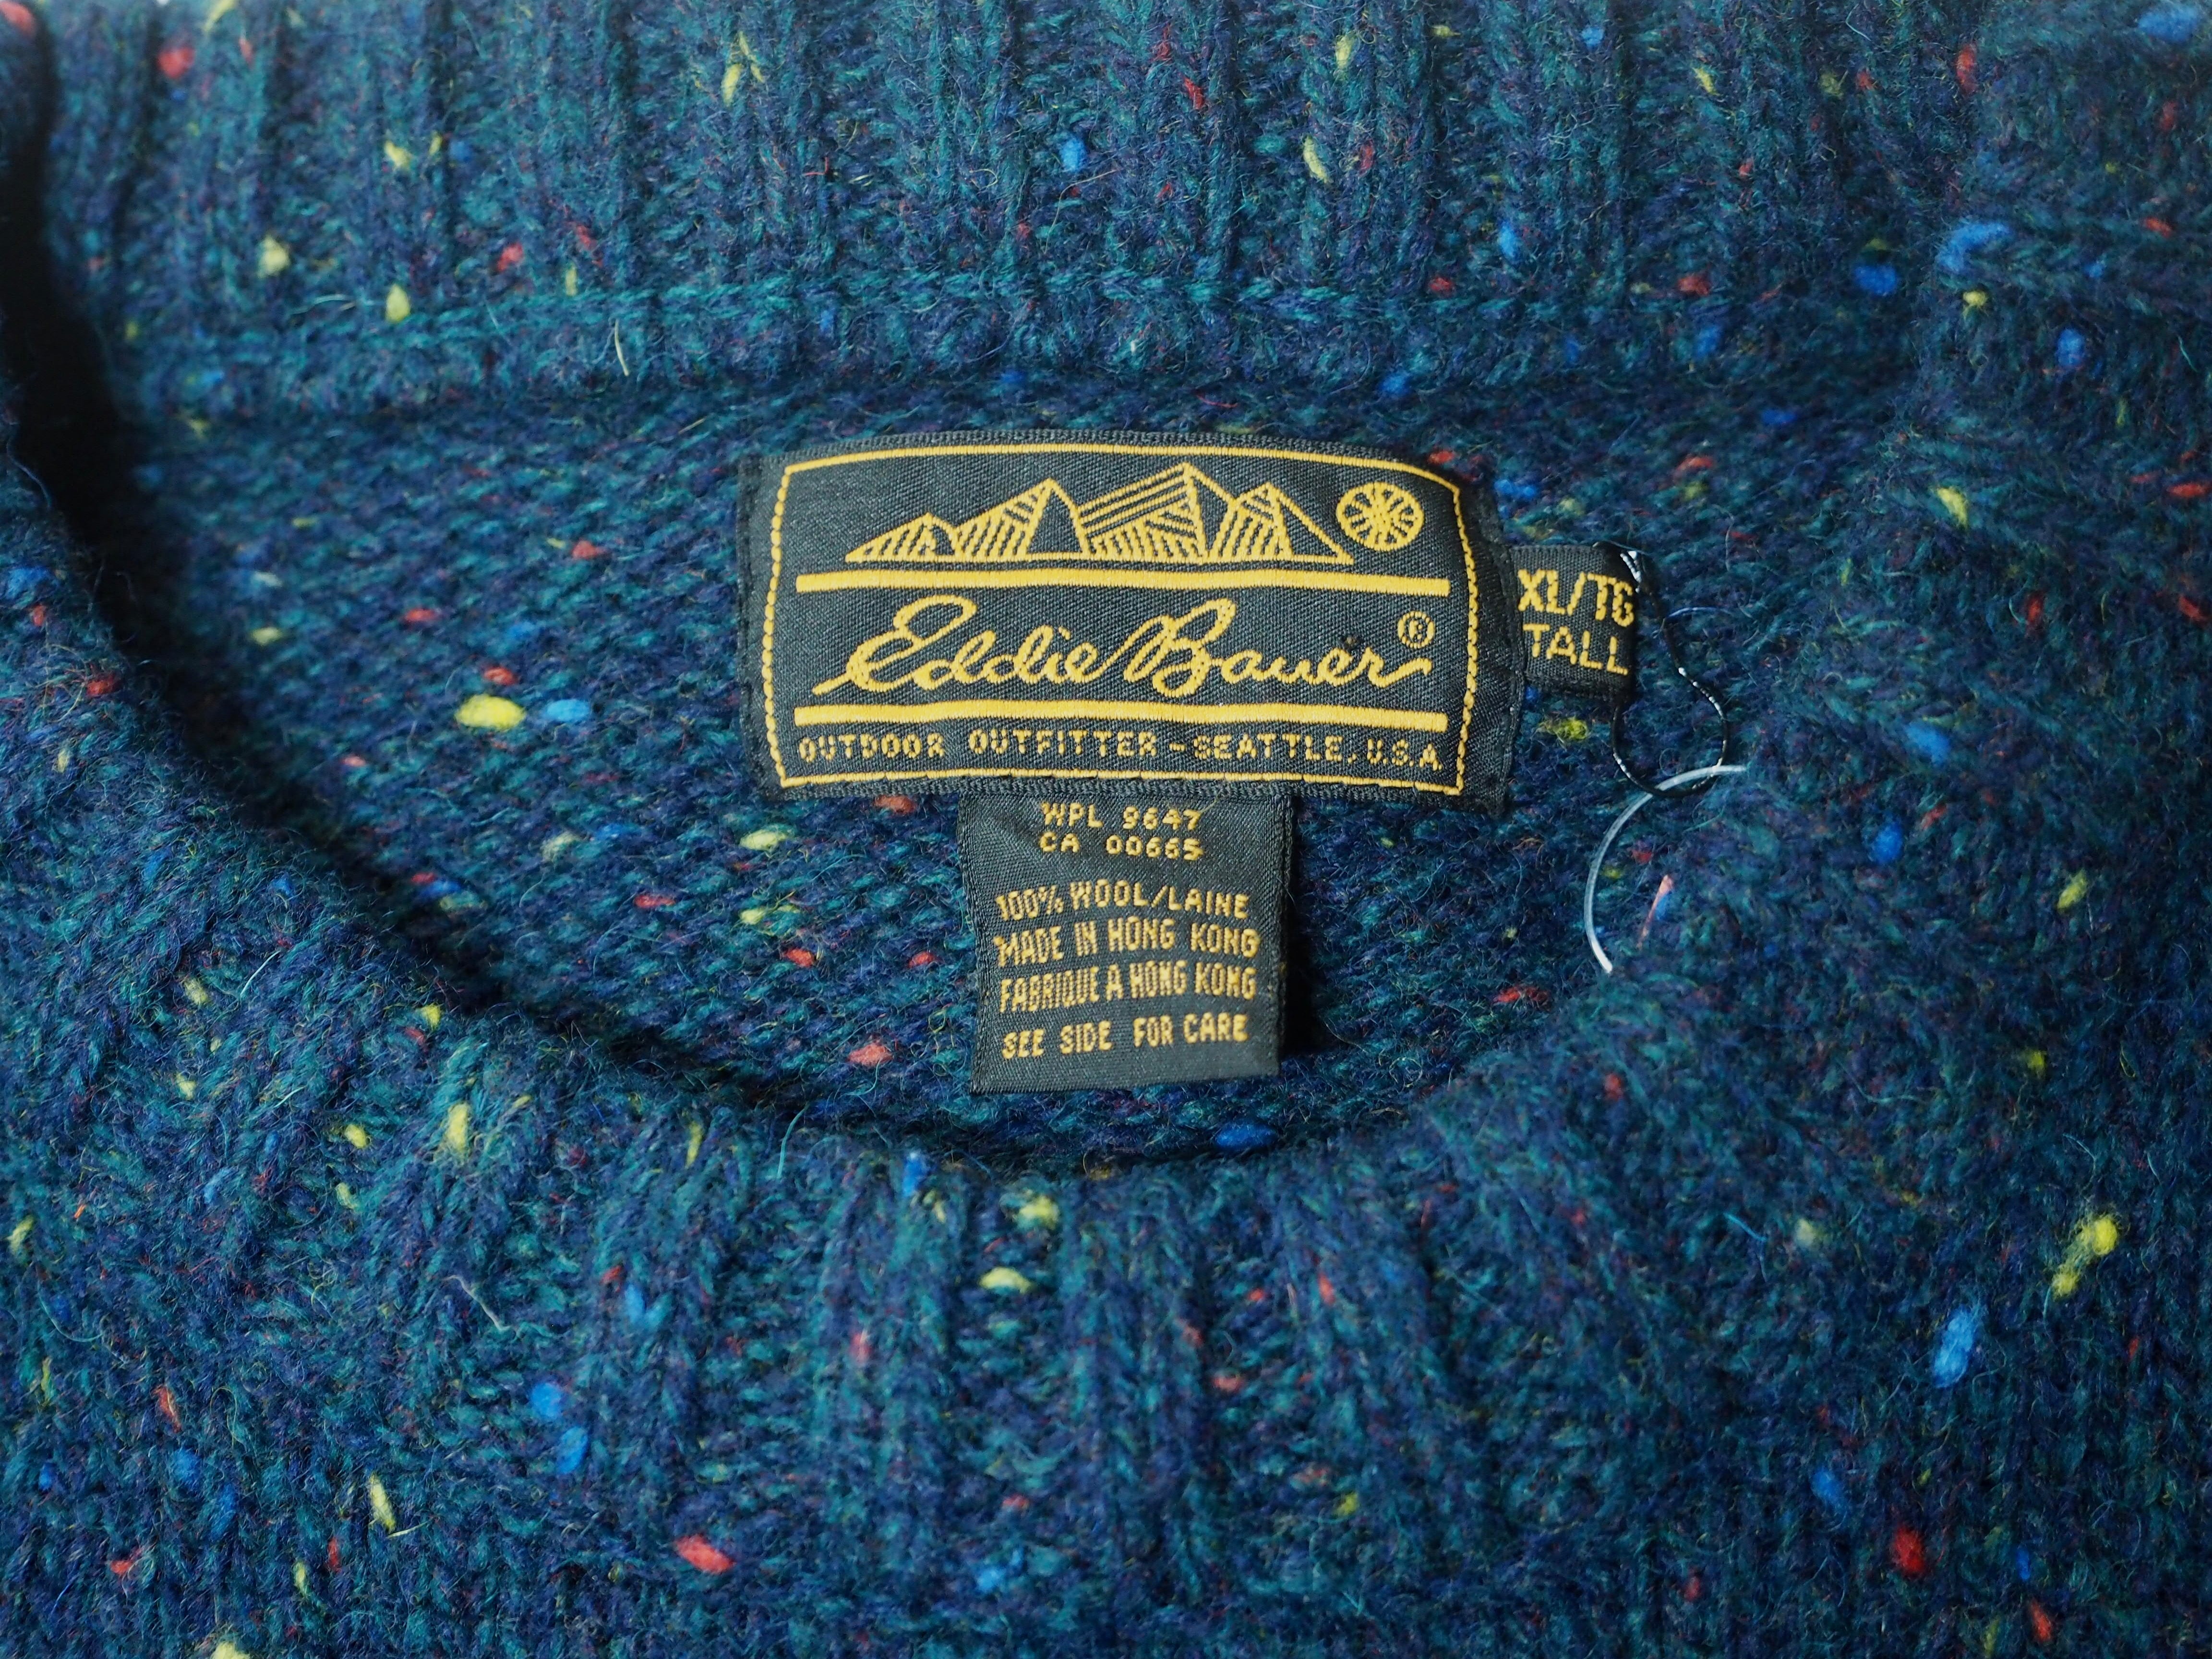 Eddie Bauer ®
OUTDOOR OUTFITTER - SEATTLE, U.S.A.
XL/TG
TALL
WPL 9647
CA 00665
100% WOOL/LAINE
MADE IN HONG KONG
FABRIQUE A HONG KONG
SEE SIDE FOR CARE